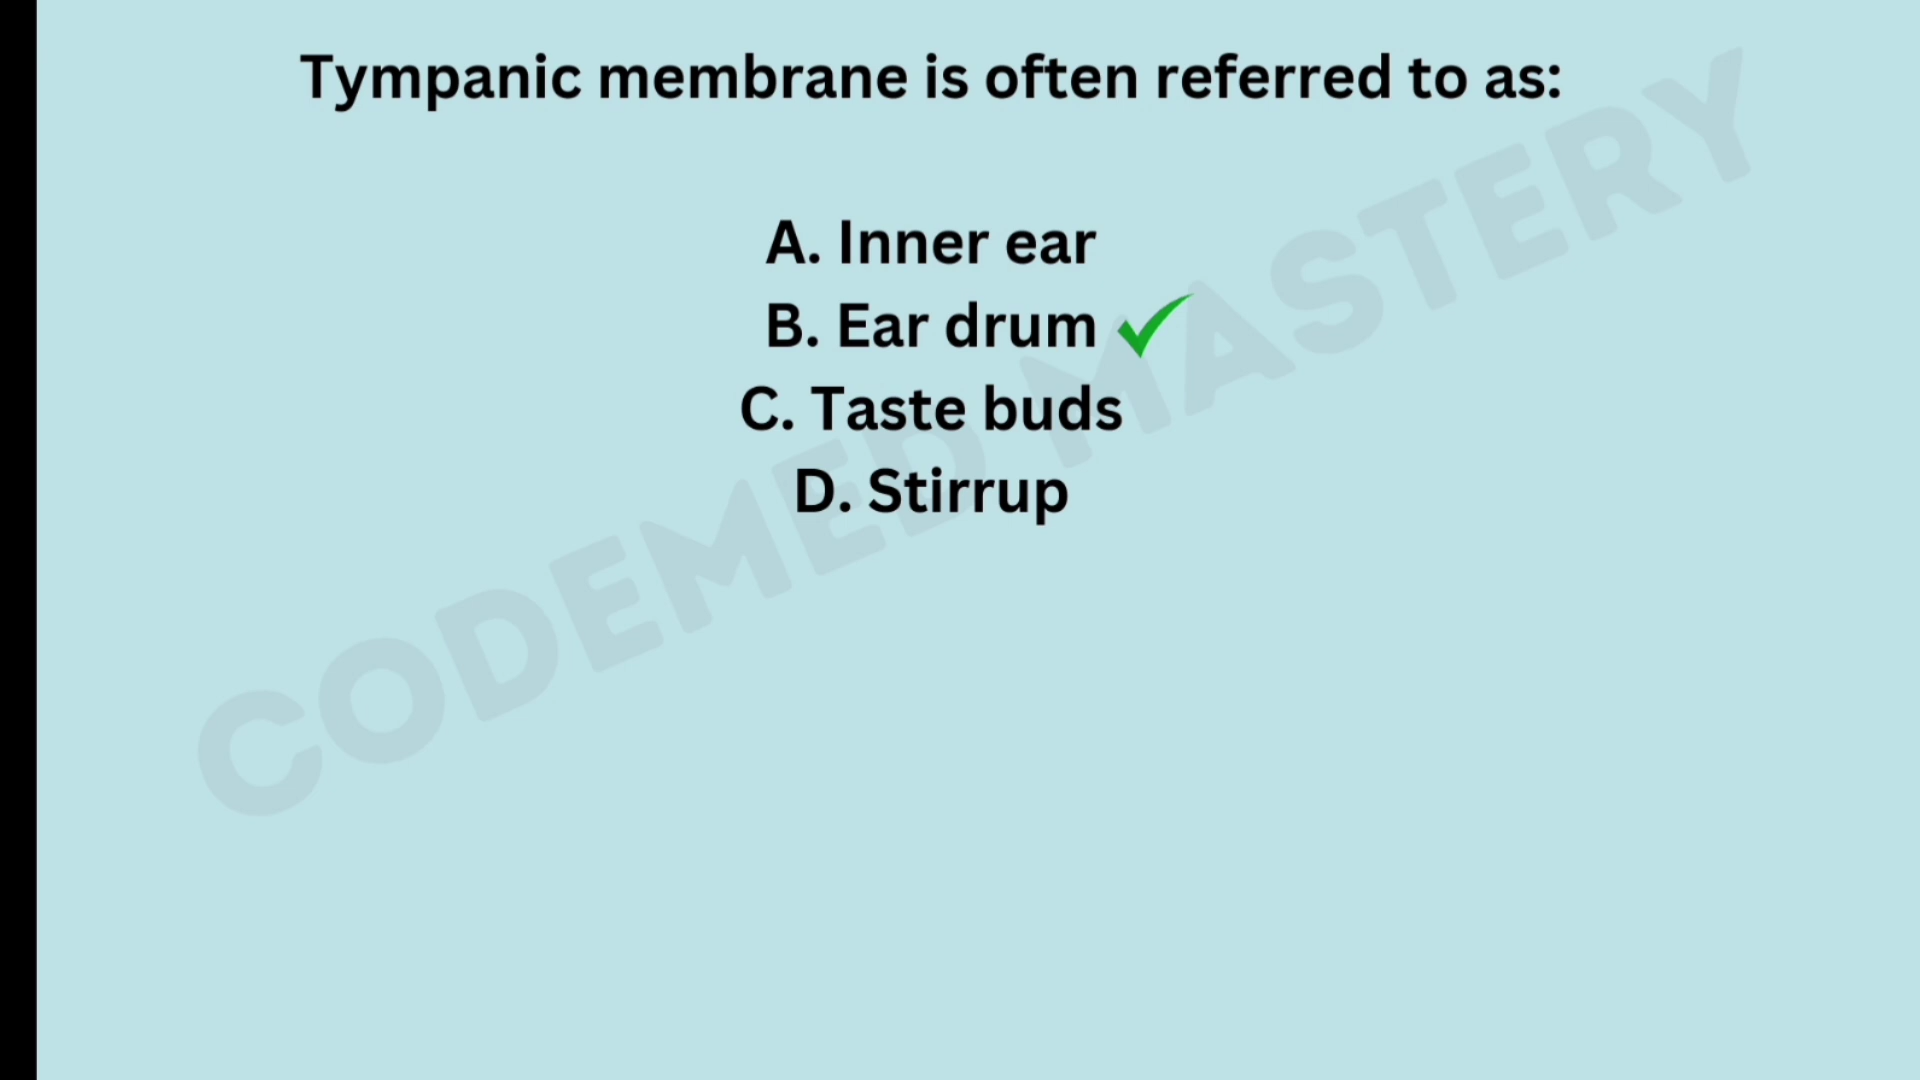 Tympanic membrane is often referred to as:
A. Inner ear
B. Ear drum
C. Taste buds
D. Stirrup
CODEMED MASTERY